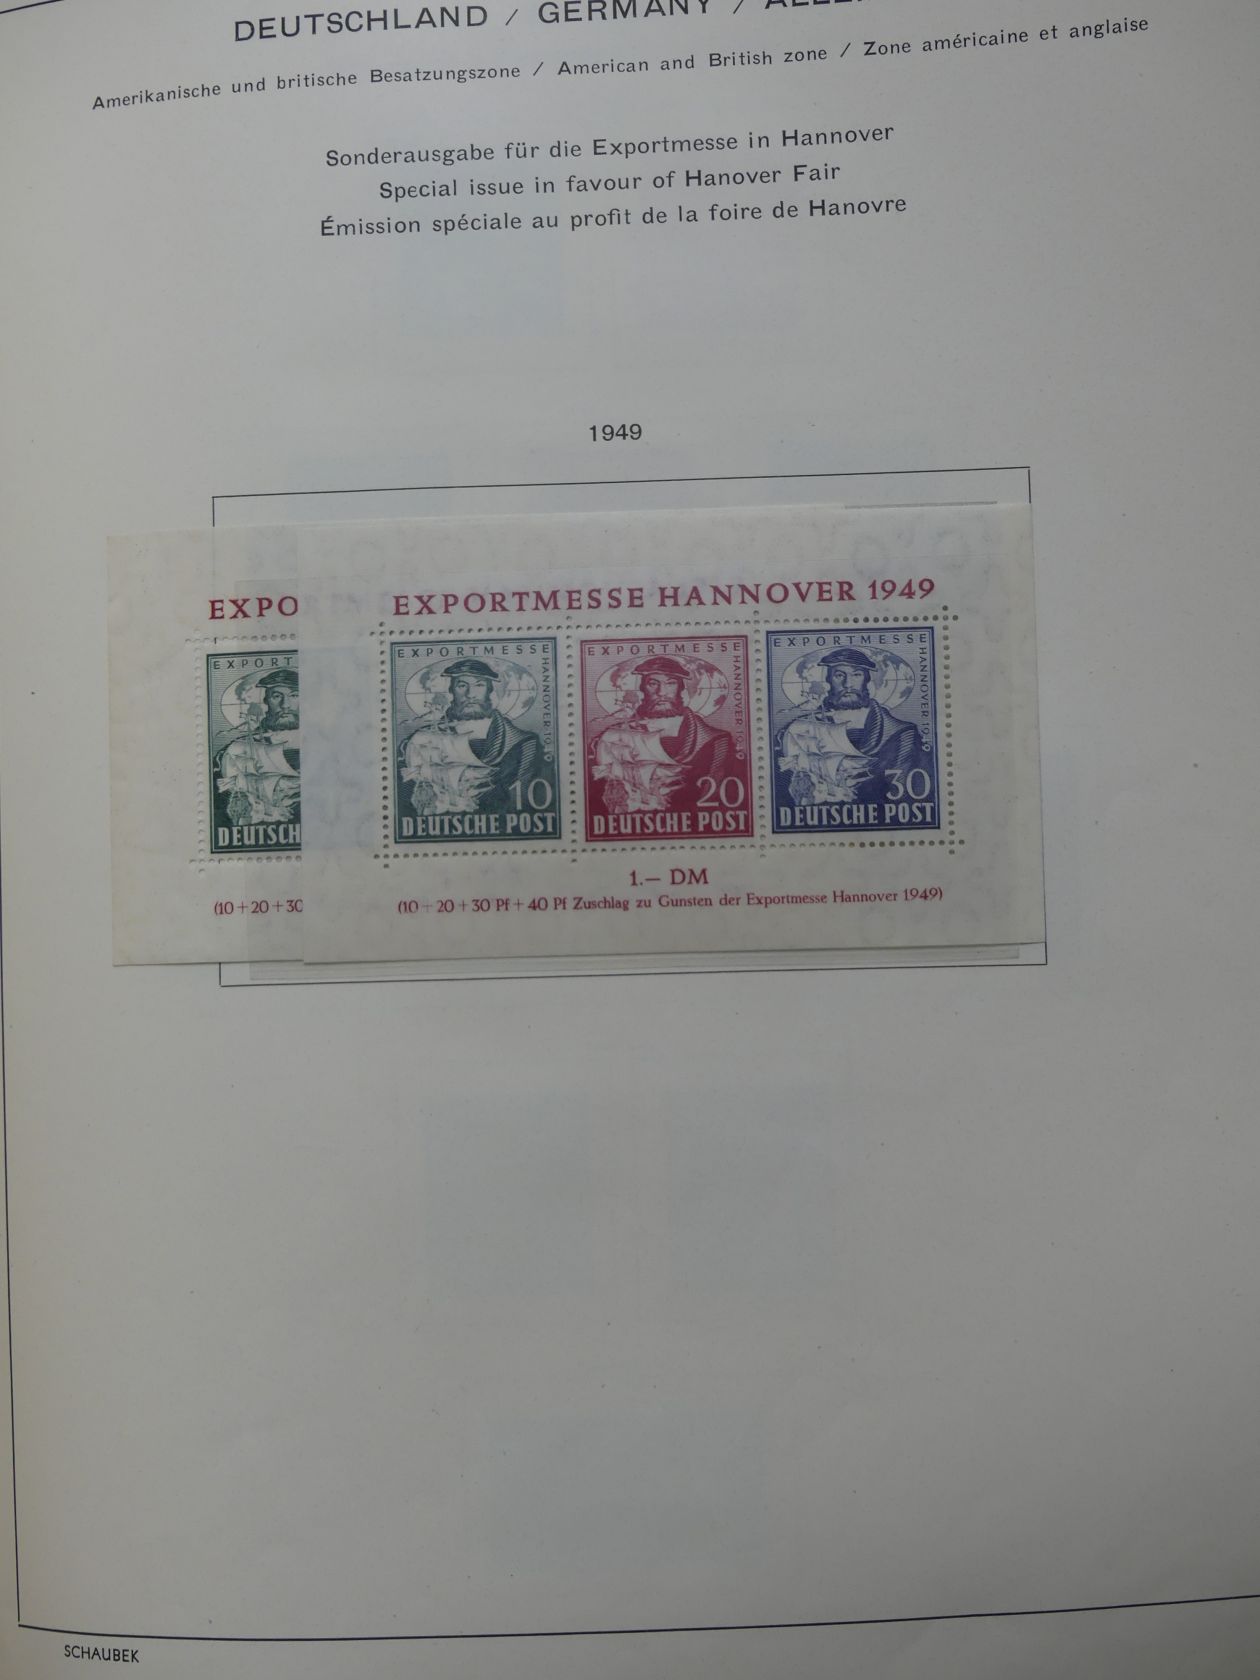 DEUTSCHLAND / GERMANY /
Amerikanische und britische Besatzungszone / American and British zone / Zone américaine et anglaise
Sonderausgabe für die Exportmesse in Hannover
Special issue in favour of Hanover Fair
Émission spéciale au profit de la foire de Hanovre
1949
EXPO
EXPORT
DEUTSCH
(10+20+30
EXPORTMESSE HANNOVER 1949
EXPORTMESSE
HANNOVER 1949
10
DEUTSCHE POST
EXPORTMESSE
HANNOVER 1949
20
DEUTSCHE POST
EXPORTMESSE
HANNOVER 1949
30
DEUTSCHE POST
1.— DM
(10+20+30 Pf+40 Pf Zuschlag zu Gunsten der Exportmesse Hannover 1949)
SCHAUBEK